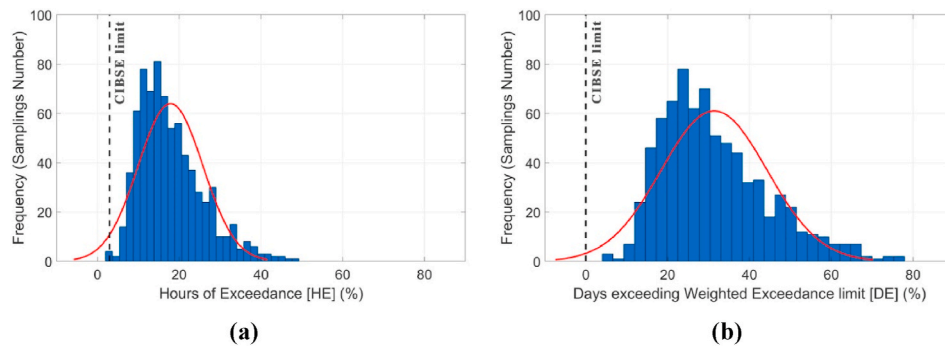 100
80
60
40
20
0
Frequency (Samplings Number)
CIBSE limit
0
20
40
60
80
Hours of Exceedance [HE] (%)
(a)
100
80
60
40
20
0
Frequency (Samplings Number)
CIBSE limit
0
20
40
60
80
Days exceeding Weighted Exceedance limit [DE] (%)
(b)